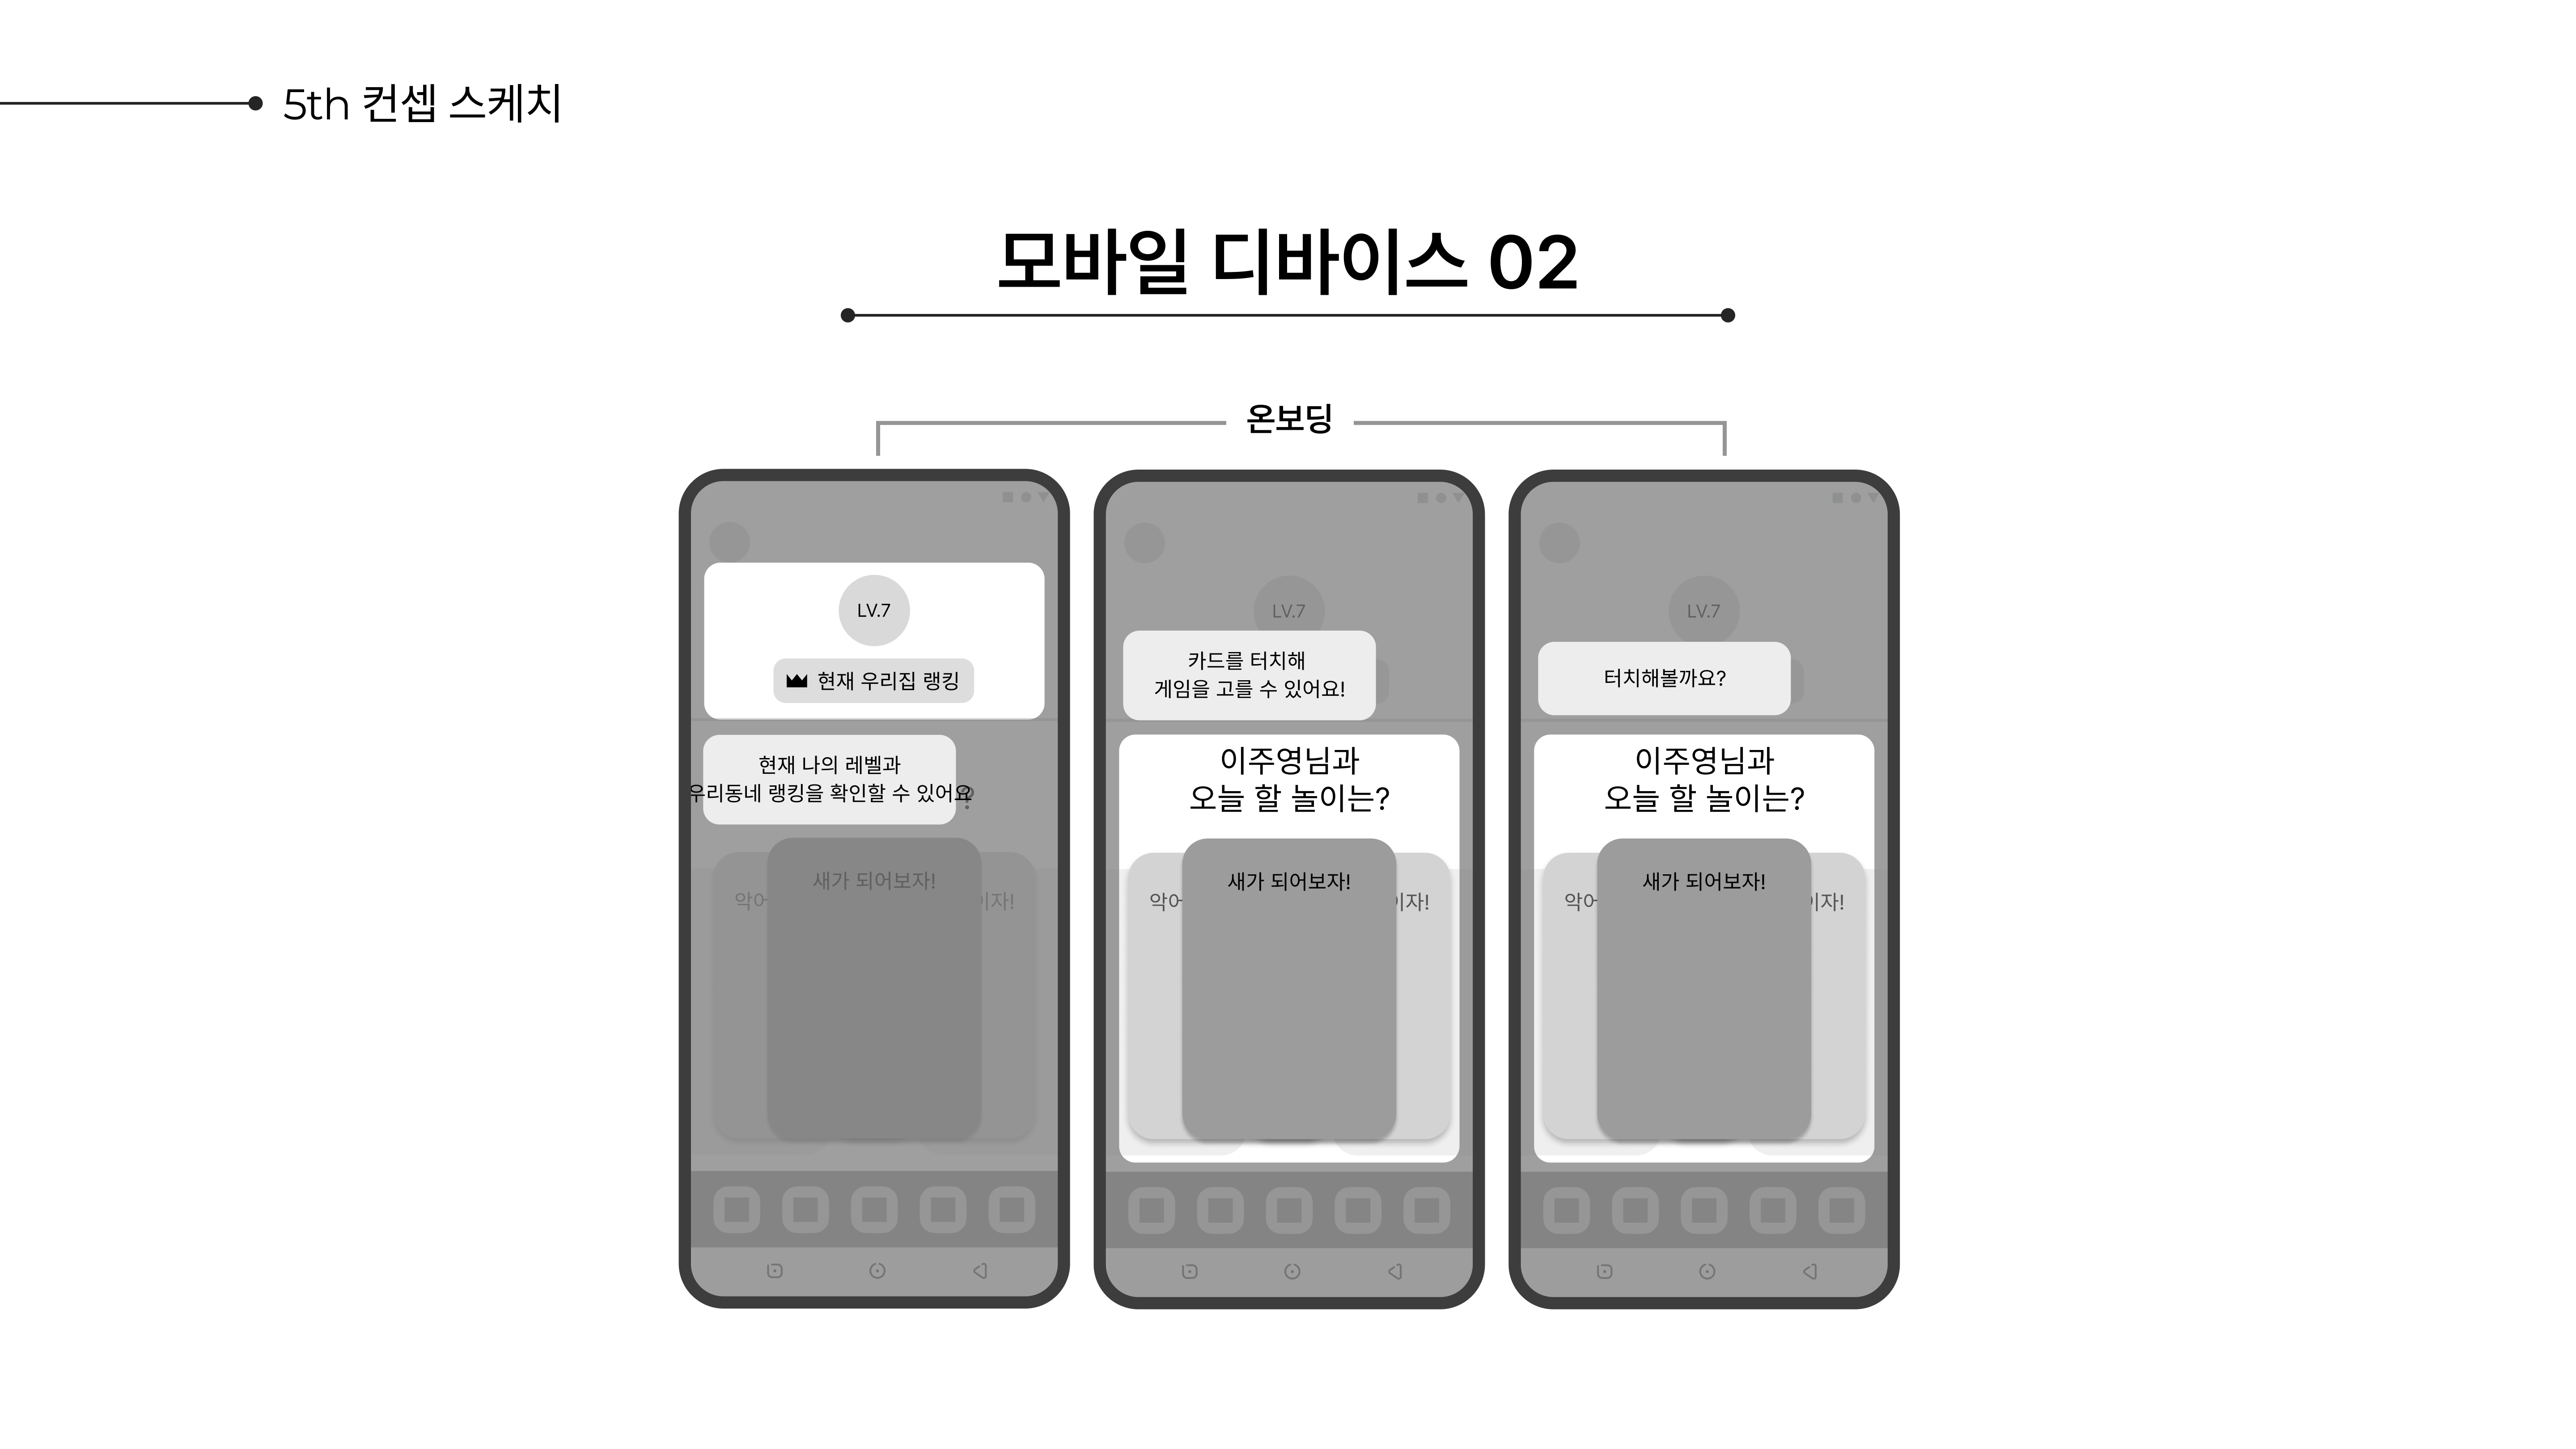 5th 컨셉 스케치
모바일 디바이스 02
온보딩
LV.7
현재 우리집 랭킹
현재 나의 레벨과
우리동네 랭킹을 확인할 수 있어요
?
악어
새가 되어보자!
이자!
LV.7
카드를 터치해
게임을 고를 수 있어요!
이주영님과
오늘 할 놀이는?
악어
새가 되어보자!
이자!
LV.7
터치해볼까요?
이주영님과
오늘 할 놀이는?
악어
새가 되어보자!
이자!